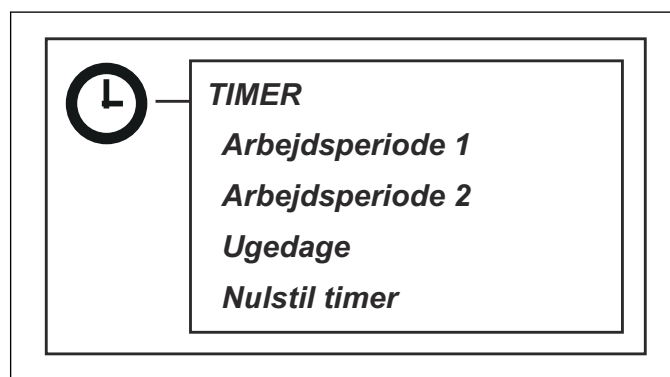 TIMER
Arbejdsperiode 1
Arbejdsperiode 2
Ugedage
Nulstil timer